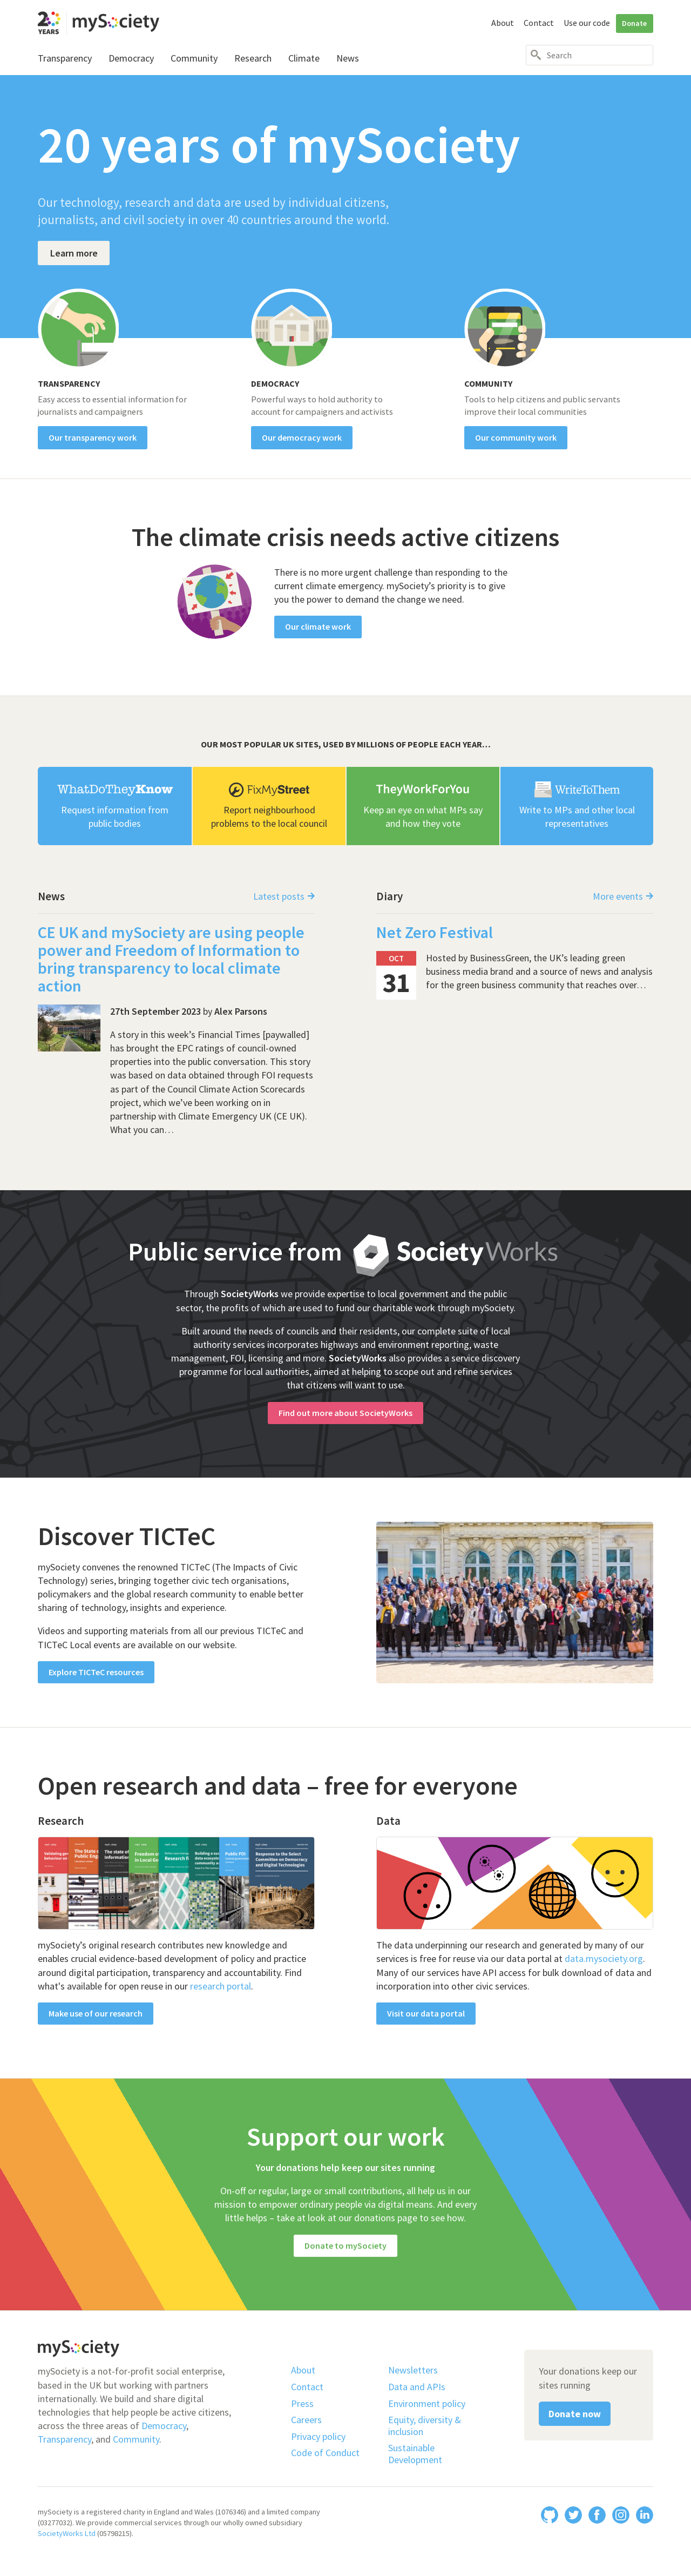 20 YEARS mySociety
About Contact Use our code Donate
Transparency Democracy Community Research Climate News
Search
20 years of mySociety
Our technology, research and data are used by individual citizens,
journalists, and civil society in over 40 countries around the world.
Learn more
TRANSPARENCY
Easy access to essential information for
journalists and campaigners
Our transparency work
DEMOCRACY
Powerful ways to hold authority to
account for campaigners and activists
Our democracy work
COMMUNITY
Tools to help citizens and public servants
improve their local communities
Our community work
The climate crisis needs active citizens
There is no more urgent challenge than responding to the
current climate emergency. mySociety's priority is to give
you the power to demand the change we need.
Our climate work
OUR MOST POPULAR UK SITES, USED BY MILLIONS OF PEOPLE EACH YEAR…
WhatDoTheyKnow
Request information from
public bodies
FixMyStreet
Report neighbourhood
problems to the local council
TheyWorkForYou
Keep an eye on what MPs say
and how they vote
WriteToThem
Write to MPs and other local
representatives
News
Latest posts →
CE UK and mySociety are using people
power and Freedom of Information to
bring transparency to local climate
action
27th September 2023 by Alex Parsons
A story in this week's Financial Times [paywalled]
has brought the EPC ratings of council-owned
properties into the public conversation. This story
was based on data obtained through FOI requests
as part of the Council Climate Action Scorecards
project, which we've been working on in
partnership with Climate Emergency UK (CE UK).
What you can…
Diary
More events →
Net Zero Festival
OCT
31
Hosted by BusinessGreen, the UK's leading green
business media brand and a source of news and analysis
for the green business community that reaches over…
Public service from SocietyWorks
Through SocietyWorks we provide expertise to local government and the public
sector, the profits of which are used to fund our charitable work through mySociety.
Built around the needs of councils and their residents, our complete suite of local
authority services incorporates highways and environment reporting, waste
management, FOI, licensing and more. SocietyWorks also provides a service discovery
programme for local authorities, aimed at helping to scope out and refine services
that citizens will want to use.
Find out more about SocietyWorks
Discover TICTeC
mySociety convenes the renowned TICTeC (The Impacts of Civic
Technology) series, bringing together civic tech organisations,
policymakers and the global research community to enable better
sharing of technology, insights and experience.
Videos and supporting materials from all our previous TICTeC and
TICTeC Local events are available on our website.
Explore TICTeC resources
Open research and data – free for everyone
Research
Response to the Select
Committee on Democracy
and Digital Technologies
mySociety's original research contributes new knowledge and
enables crucial evidence-based development of policy and practice
around digital participation, transparency and accountability. Find
what's available for open reuse in our research portal.
Make use of our research
Data
The data underpinning our research and generated by many of our
services is free for reuse via our data portal at data.mysociety.org.
Many of our services have API access for bulk download of data and
incorporation into other civic services.
Visit our data portal
Support our work
Your donations help keep our sites running
On-off or regular, large or small contributions, all help us in our
mission to empower ordinary people via digital means. And every
little helps – take at look at our donations page to see how.
Donate to mySociety
mySociety
mySociety is a not-for-profit social enterprise,
based in the UK but working with partners
internationally. We build and share digital
technologies that help people be active citizens,
across the three areas of Democracy,
Transparency, and Community.
About
Contact
Press
Careers
Privacy policy
Code of Conduct
Newsletters
Data and APIs
Environment policy
Equity, diversity &
inclusion
Sustainable
Development
Your donations keep our
sites running
Donate now
mySociety is a registered charity in England and Wales (1076346) and a limited company
(03277032). We provide commercial services through our wholly owned subsidiary
SocietyWorks Ltd (05798215).